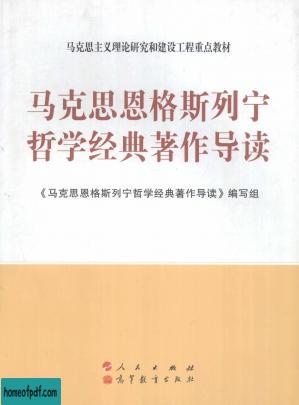 马克思主义理论研究和建设工程重点教材
马克思恩格斯列宁
哲学经典著作导读
《马克思恩格斯列宁哲学经典著作导读》编写组
人民出版社
高等教育出版社
homeofpdf.com